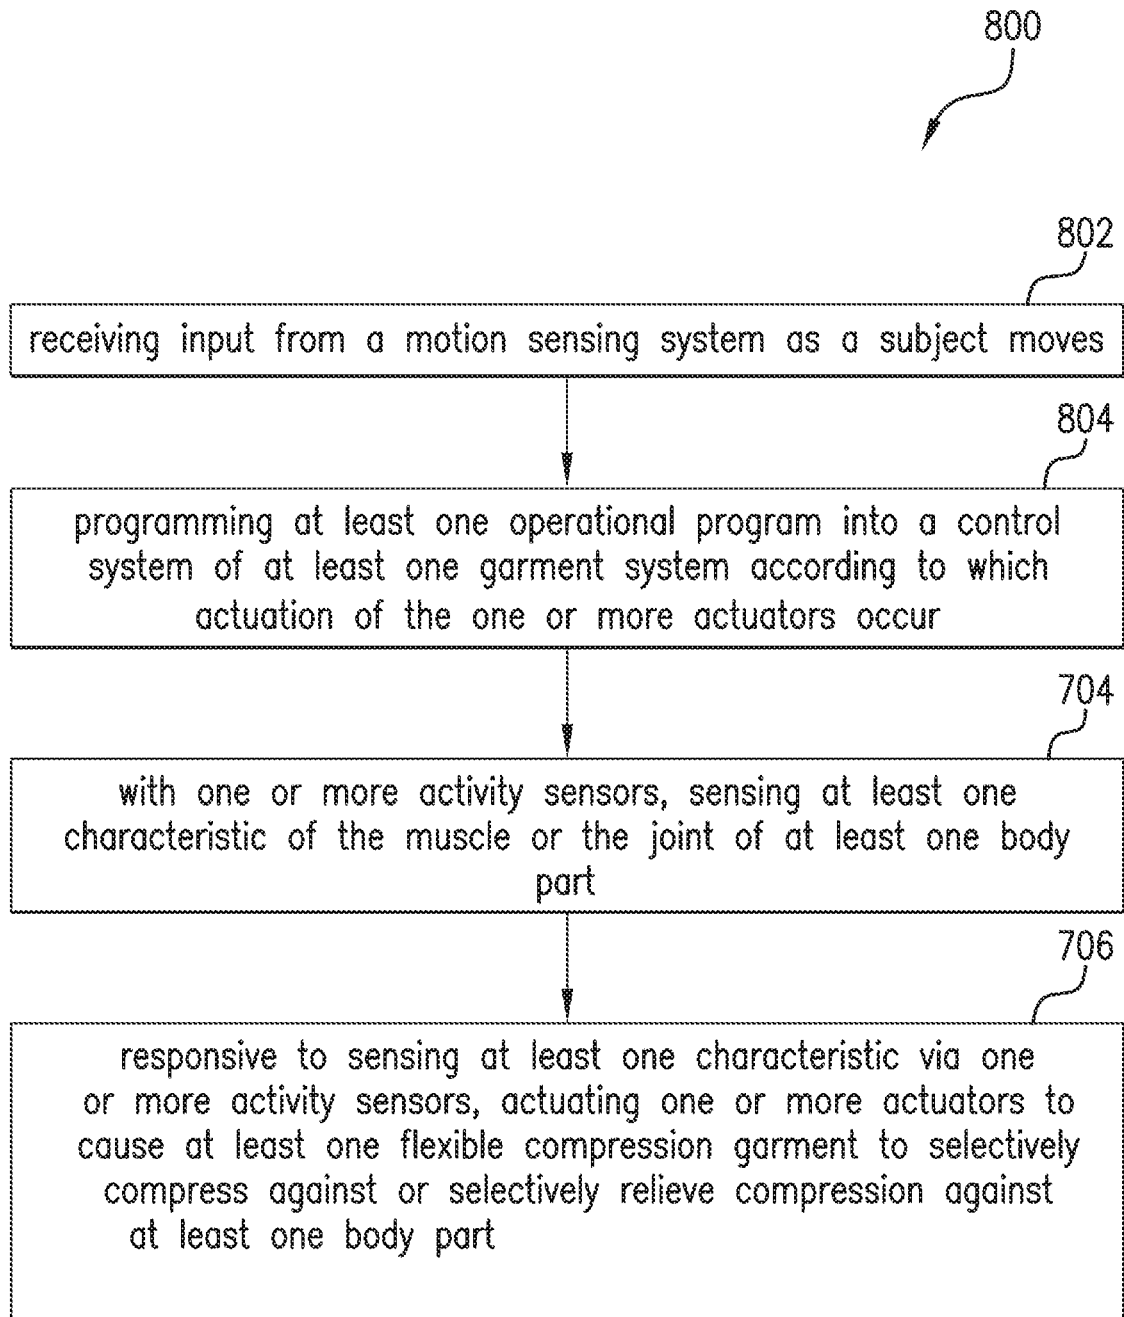 800
802
receiving input from a motion sensing system as a subject moves
804
programming at least one operational program into a control
system of at least one garment system according to which
actuation of the one or more actuators occur
704
with one or more activity sensors, sensing at least one
characteristic of the muscle or the joint of at least one body
part
706
responsive to sensing at least one characteristic via one
or more activity sensors, actuating one or more actuators to
cause at least one flexible compression garment to selectively
compress against or selectively relieve compression against
at least one body part